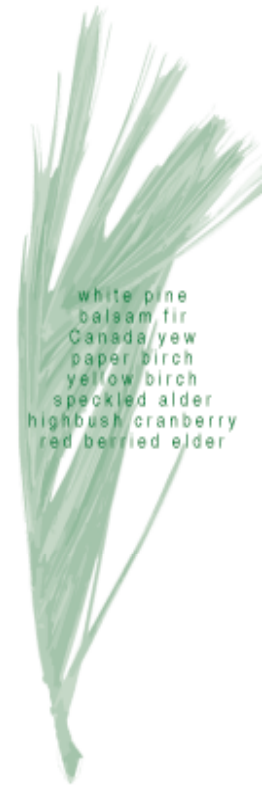 white pine
balsam fir
Canada yew
paper birch
yellow birch
speckled alder
highbush cranberry
red berried elder